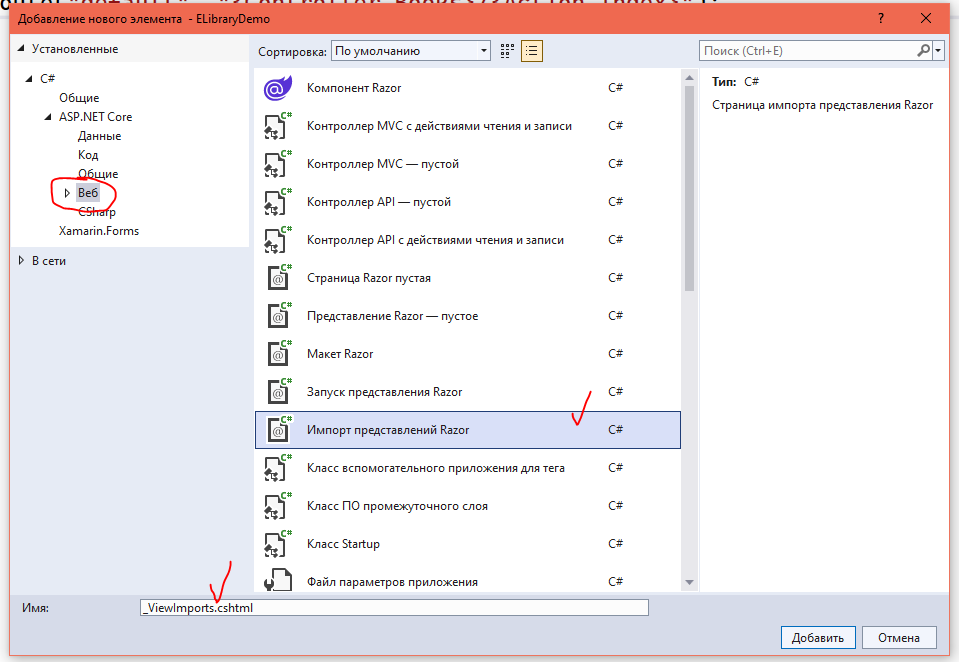 Добавление нового элемента - ELibraryDemo
?
Установленные
C#
Общие
ASP.NET Core
Данные
Код
Общие
Веб
CSharp
Xamarin.Forms
В сети
Сортировка: По умолчанию
Поиск (Ctrl+E)
Компонент Razor C#
Контроллер MVC с действиями чтения и записи C#
Контроллер MVC — пустой C#
Контроллер API — пустой C#
Контроллер API с действиями чтения и записи C#
Страница Razor пустая C#
Представление Razor — пустое C#
Макет Razor C#
Запуск представления Razor C#
Импорт представлений Razor C#
Класс вспомогательного приложения для тега C#
Класс ПО промежуточного слоя C#
Класс Startup C#
Файл параметров приложения C#
Тип: C#
Страница импорта представления Razor
Имя: _ViewImports.cshtml
Добавить Отмена